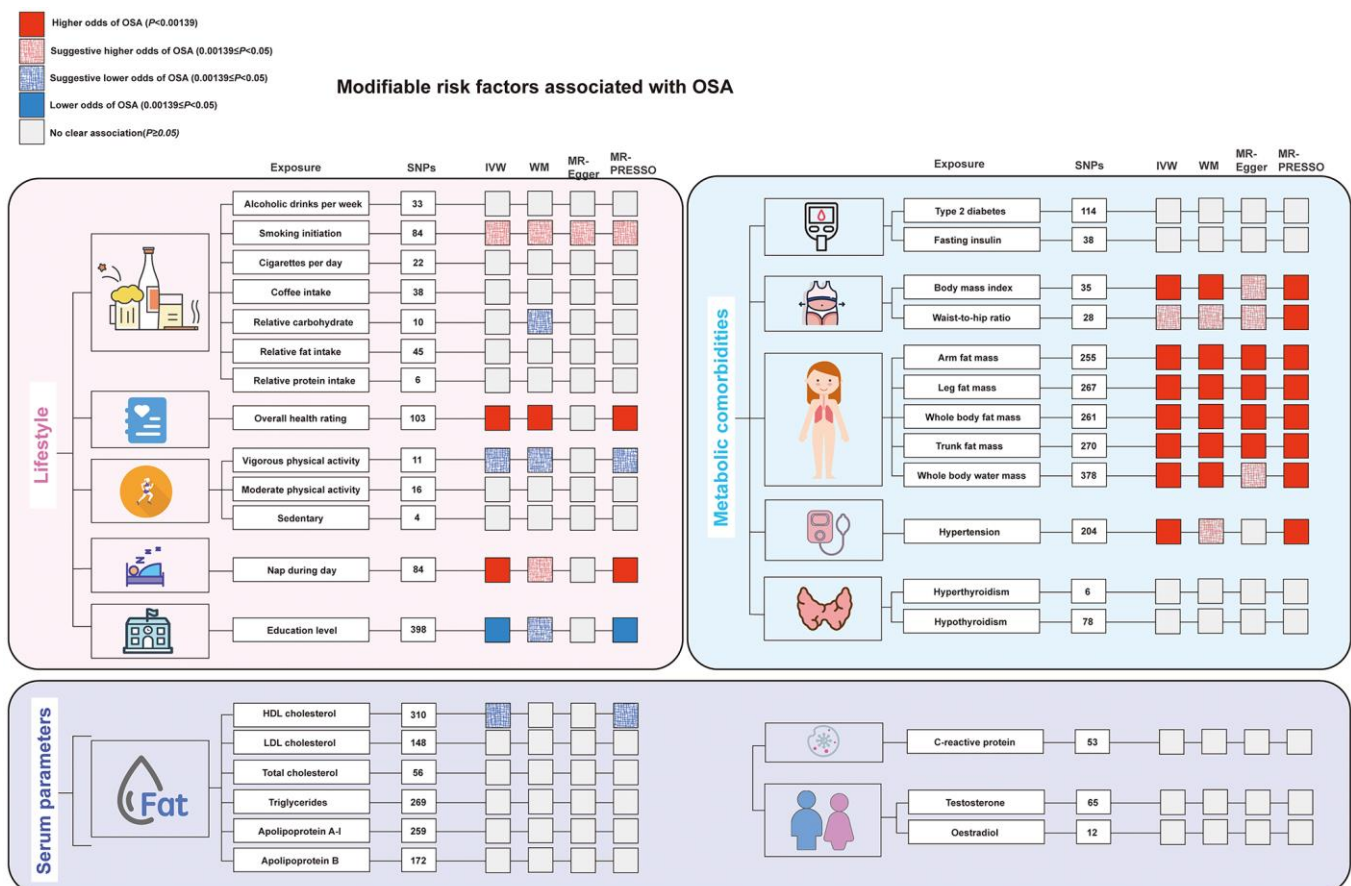 Higher odds of OSA (P<0.00139)
Suggestive higher odds of OSA (0.00139≤P<0.05)
Suggestive lower odds of OSA (0.00139≤P<0.05)
Lower odds of OSA (0.00139≤P<0.05)
No clear association(P≥0.05)
Modifiable risk factors associated with OSA
Exposure SNPs IVW WM MR-Egger MR-PRESSO
Lifestyle
Alcoholic drinks per week 33
Smoking initiation 84
Cigarettes per day 22
Coffee intake 38
Relative carbohydrate 10
Relative fat intake 45
Relative protein intake 6
Overall health rating 103
Vigorous physical activity 11
Moderate physical activity 16
Sedentary 4
Nap during day 84
Education level 398
Exposure SNPs IVW WM MR-Egger MR-PRESSO
Metabolic comorbidities
Type 2 diabetes 114
Fasting insulin 38
Body mass index 35
Waist-to-hip ratio 28
Arm fat mass 255
Leg fat mass 267
Whole body fat mass 261
Trunk fat mass 270
Whole body water mass 378
Hypertension 204
Hyperthyroidism 6
Hypothyroidism 78
Serum parameters
Fat
HDL cholesterol 310
LDL cholesterol 148
Total cholesterol 56
Triglycerides 269
Apolipoprotein A-I 259
Apolipoprotein B 172
C-reactive protein 53
Testosterone 65
Oestradiol 12